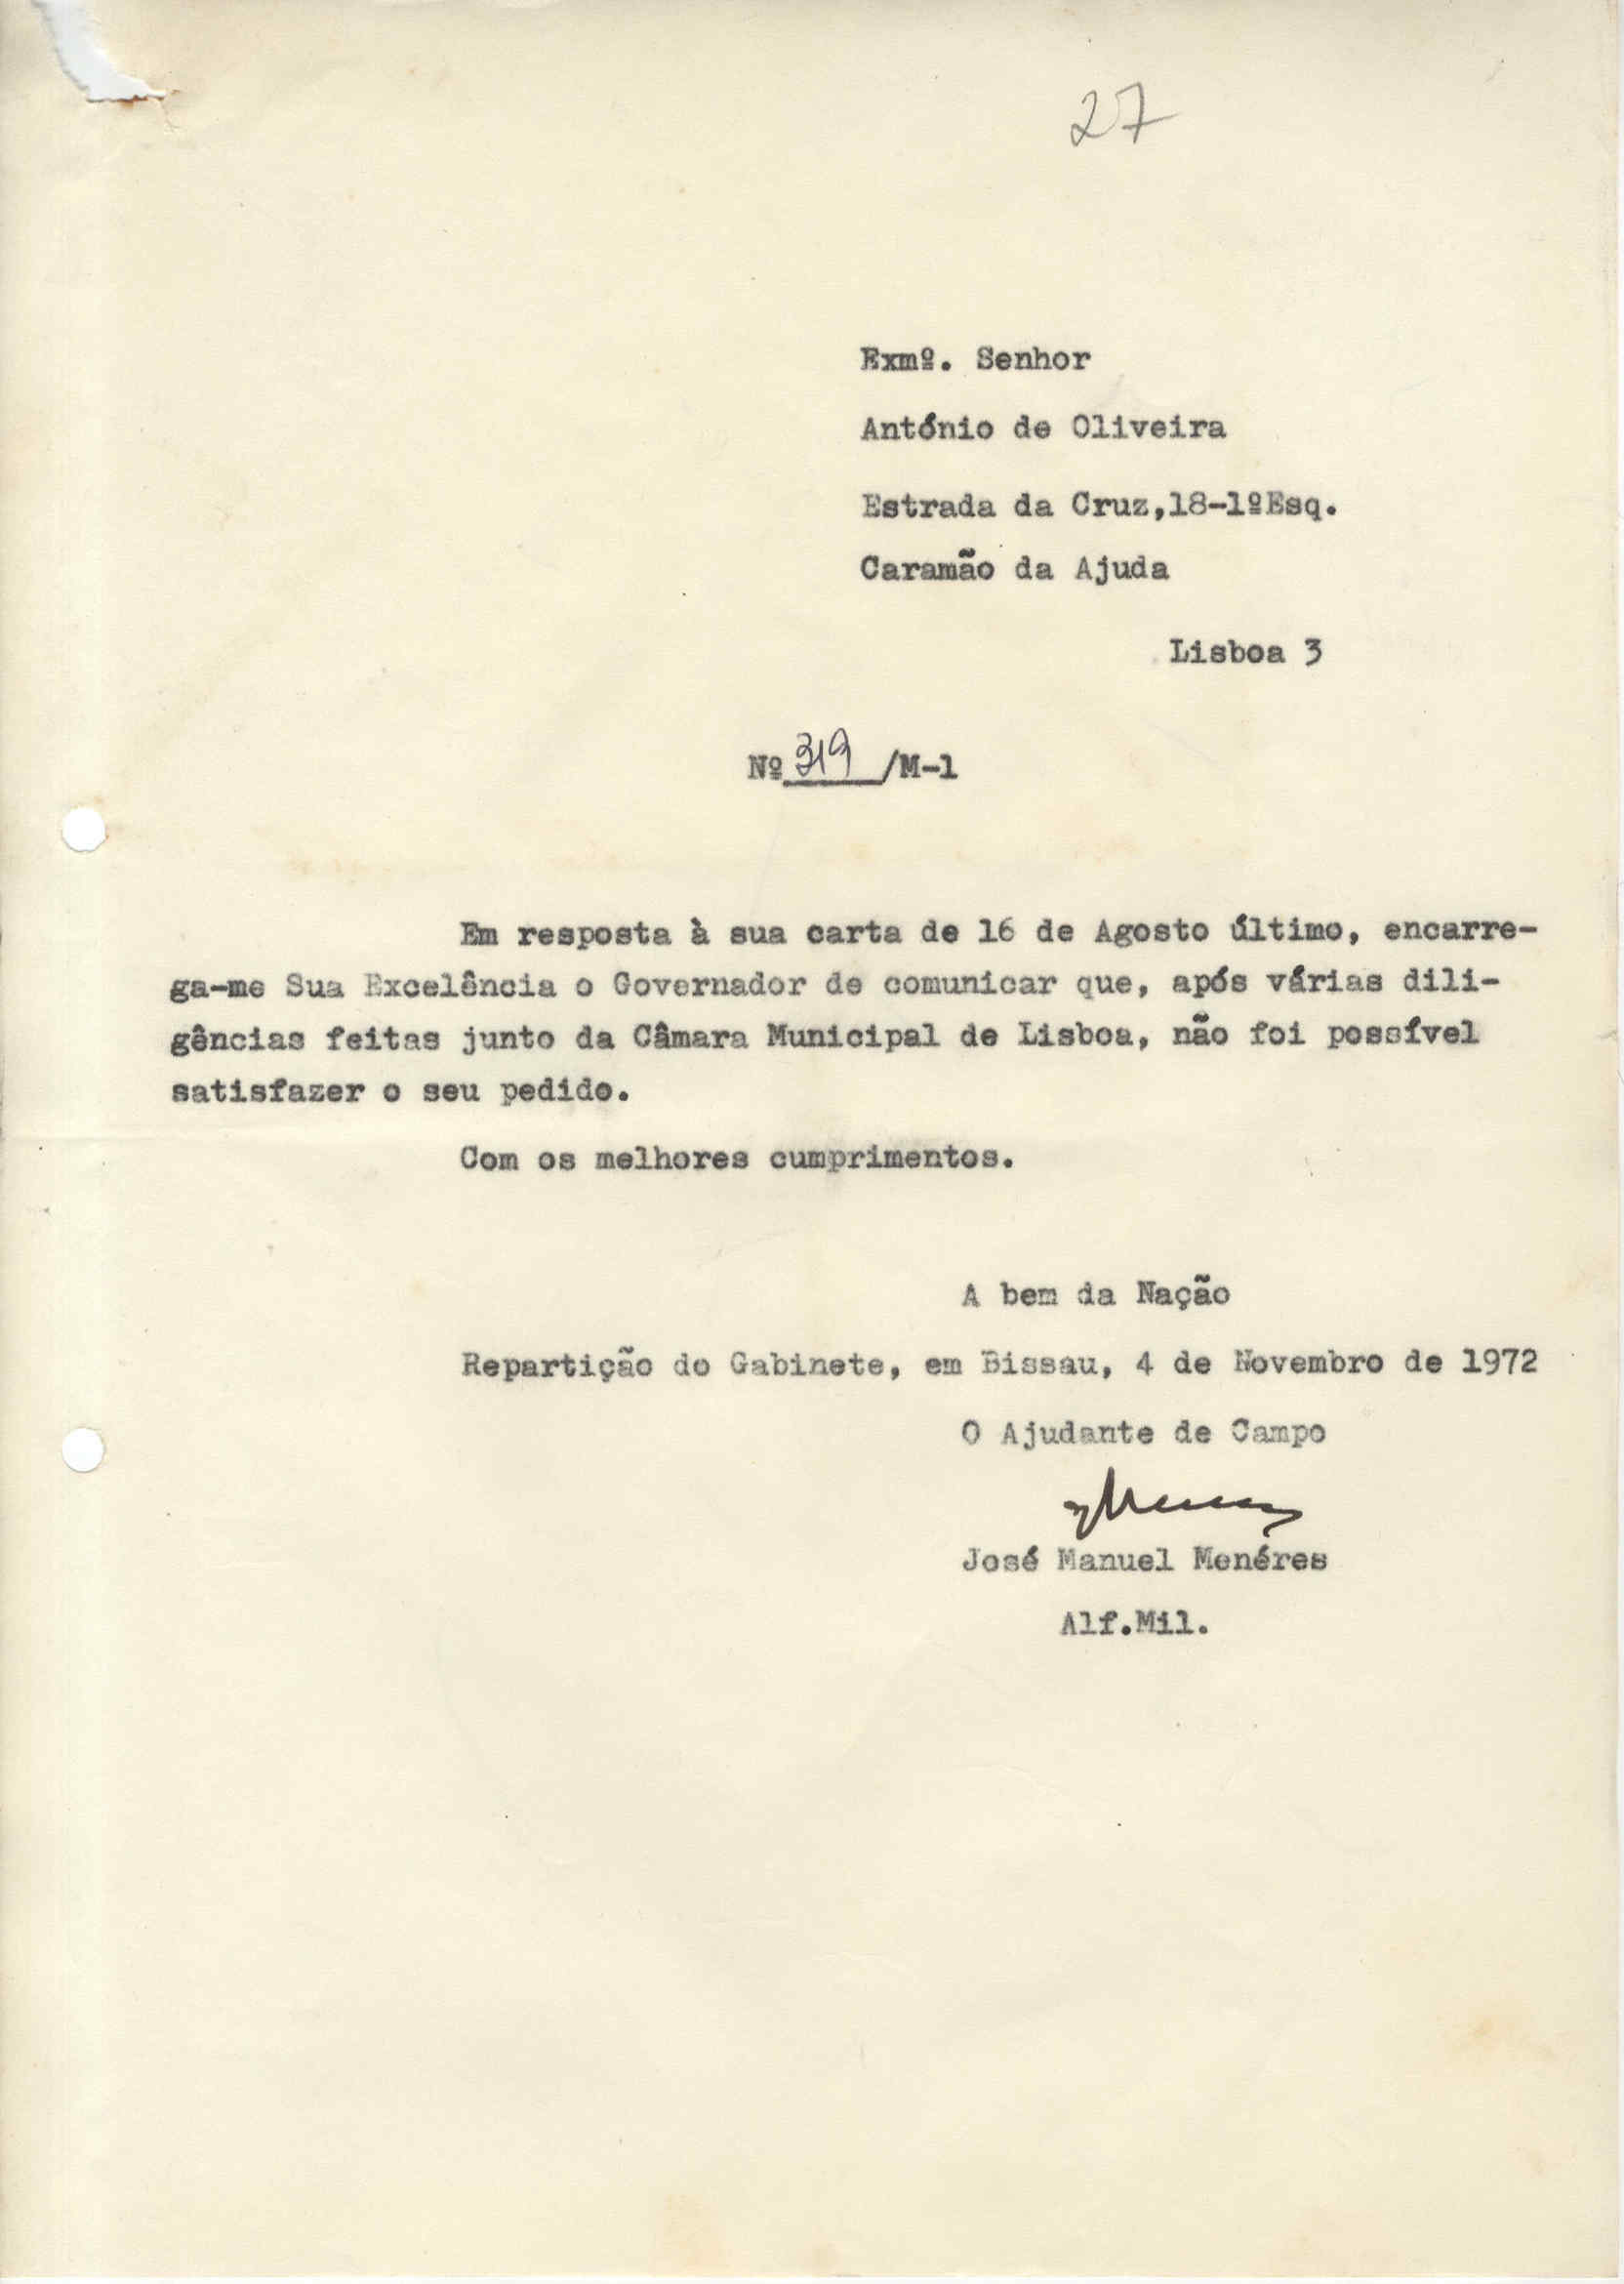 27
Exmº. Senhor
António de Oliveira
Estrada da Cruz,18-1ºEsq.
Caramão da Ajuda
Lisboa 3
Nº 319 /M-1
Em resposta à sua carta de 16 de Agosto último, encarre-
ga-me Sua Excelência o Governador de comunicar que, após várias dili-
gências feitas junto da Câmara Municipal de Lisboa, não foi possível
satisfazer o seu pedido.
Com os melhores cumprimentos.
A bem da Nação
Repartição do Gabinete, em Bissau, 4 de Novembro de 1972
O Ajudante de Campo
José Manuel Menéres
Alf.Mil.